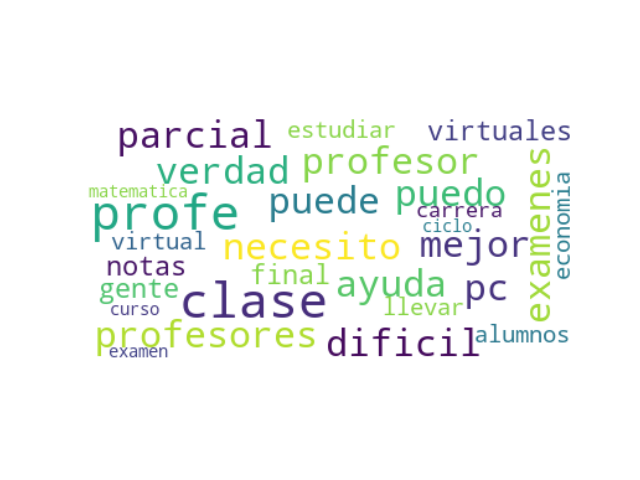 parcial estudiar virtuales
verdad profesor
matematica puede puedo
profe carrera
ciclo
virtual necesito mejor
notas final
gente ayuda pc
curso clase llevar
profesores dificil alumnos
examen
examenes
economia